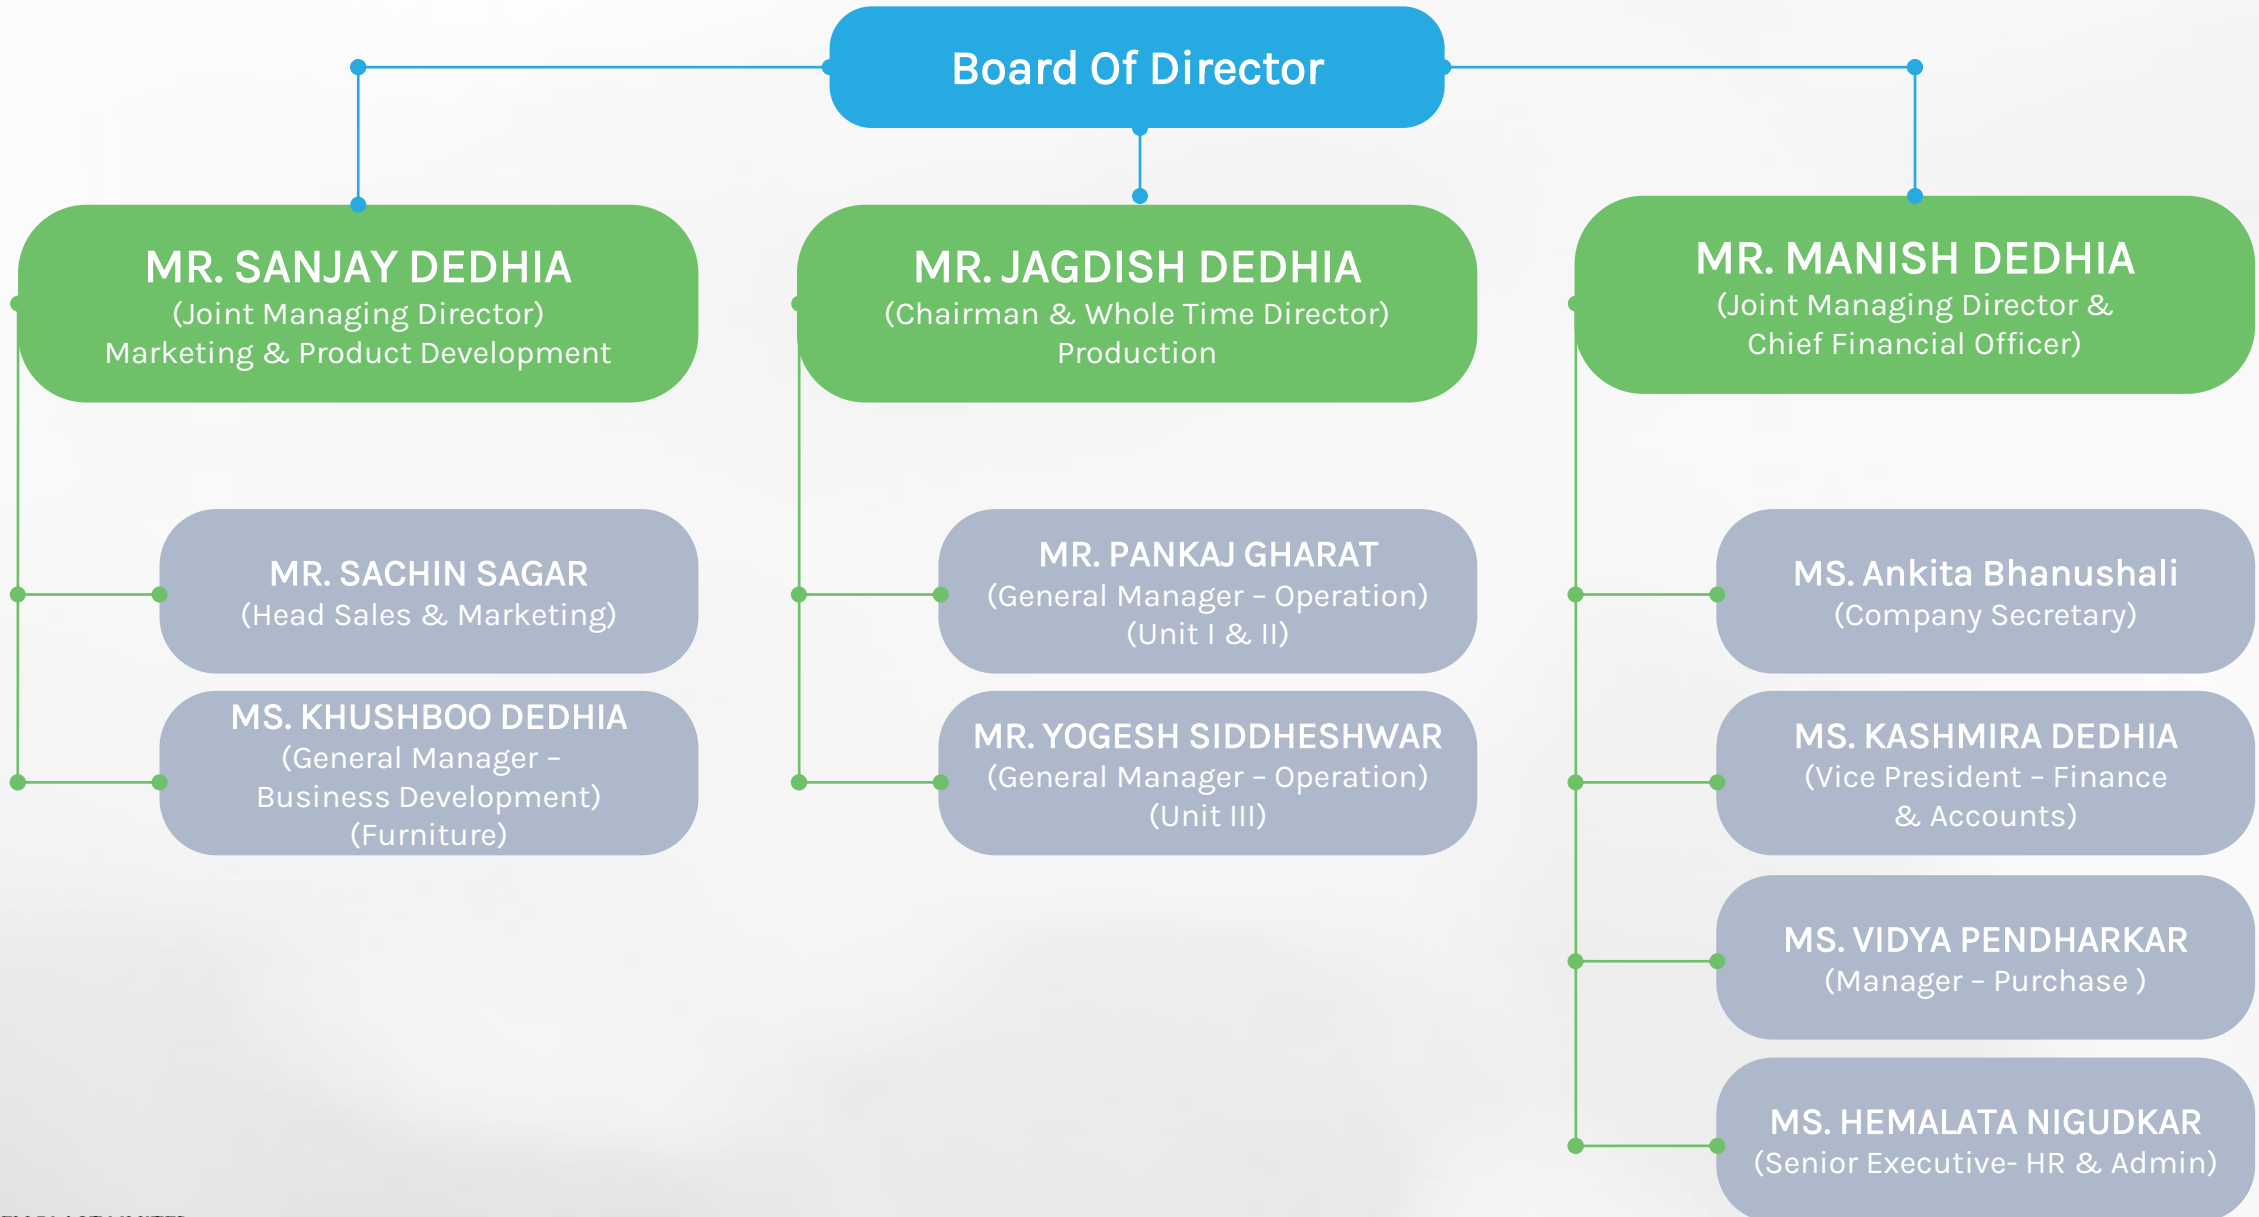 Board Of Director
MR. SANJAY DEDHIA
(Joint Managing Director)
Marketing & Product Development
MR. JAGDISH DEDHIA
(Chairman & Whole Time Director)
Production
MR. MANISH DEDHIA
(Joint Managing Director &
Chief Financial Officer)
MR. SACHIN SAGAR
(Head Sales & Marketing)
MS. KHUSHBOO DEDHIA
(General Manager –
Business Development)
(Furniture)
MR. PANKAJ GHARAT
(General Manager – Operation)
(Unit I & II)
MR. YOGESH SIDDHESHWAR
(General Manager – Operation)
(Unit III)
MS. Ankita Bhanushali
(Company Secretary)
MS. KASHMIRA DEDHIA
(Vice President – Finance
& Accounts)
MS. VIDYA PENDHARKAR
(Manager – Purchase )
MS. HEMALATA NIGUDKAR
(Senior Executive- HR & Admin)